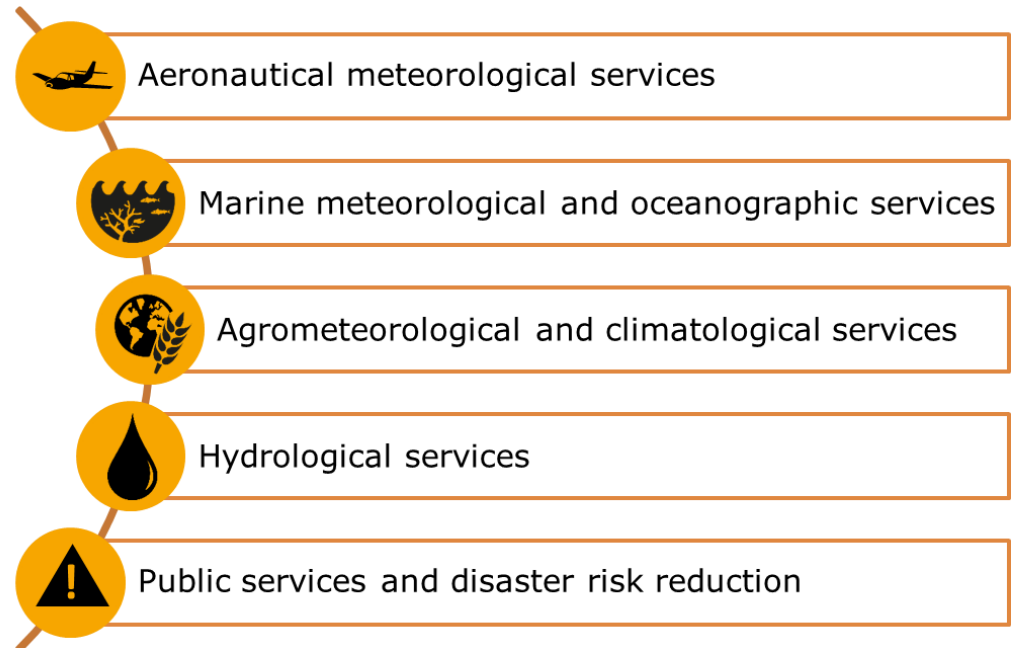 Aeronautical meteorological services
Marine meteorological and oceanographic services
Agrometeorological and climatological services
Hydrological services
Public services and disaster risk reduction